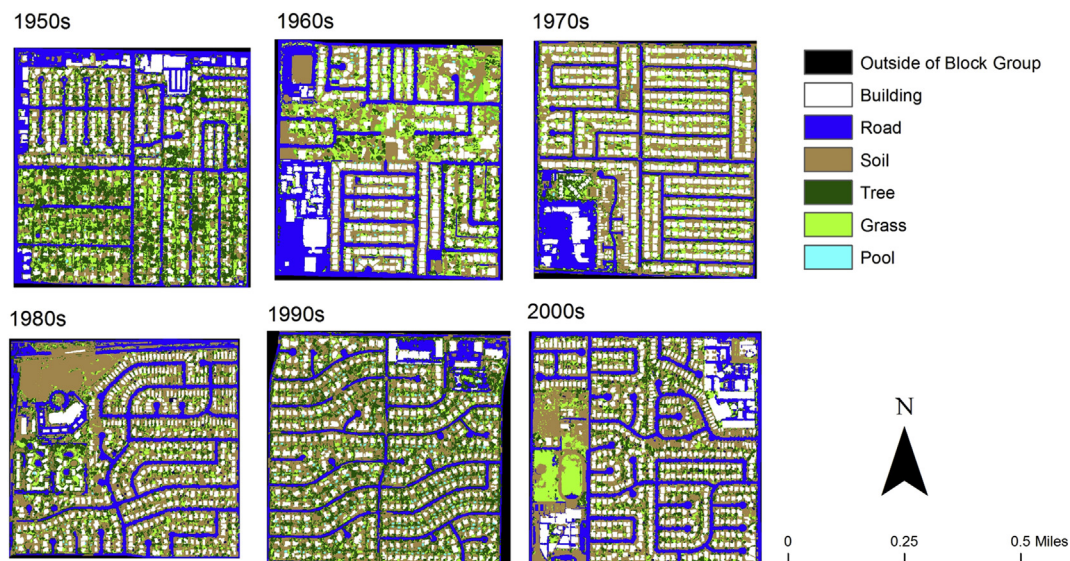 1950s
1960s
1970s
Outside of Block Group
Building
Road
Soil
Tree
Grass
Pool
1980s
1990s
2000s
N
0 0.25 0.5 Miles